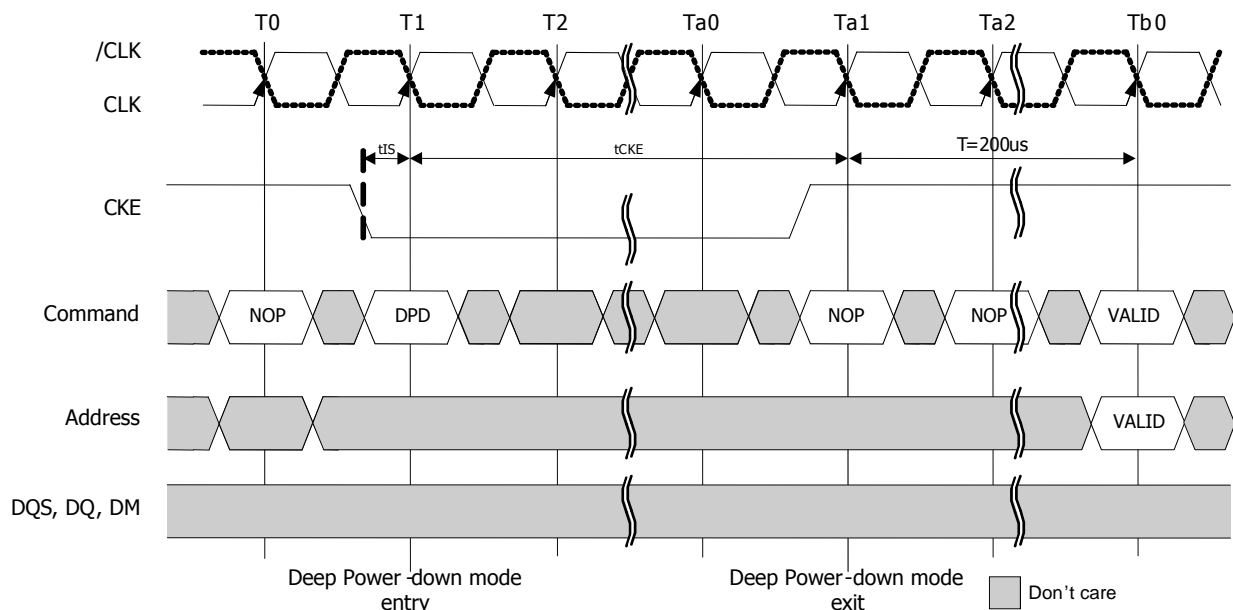 T0 T1 T2 Ta0 Ta1 Ta2 Tb0
/CLK
CLK
tIS tCKE T=200us
CKE
Command NOP DPD NOP NOP VALID
Address VALID
DQS, DQ, DM
Deep Power-down mode
entry
Deep Power-down mode
exit
Don't care